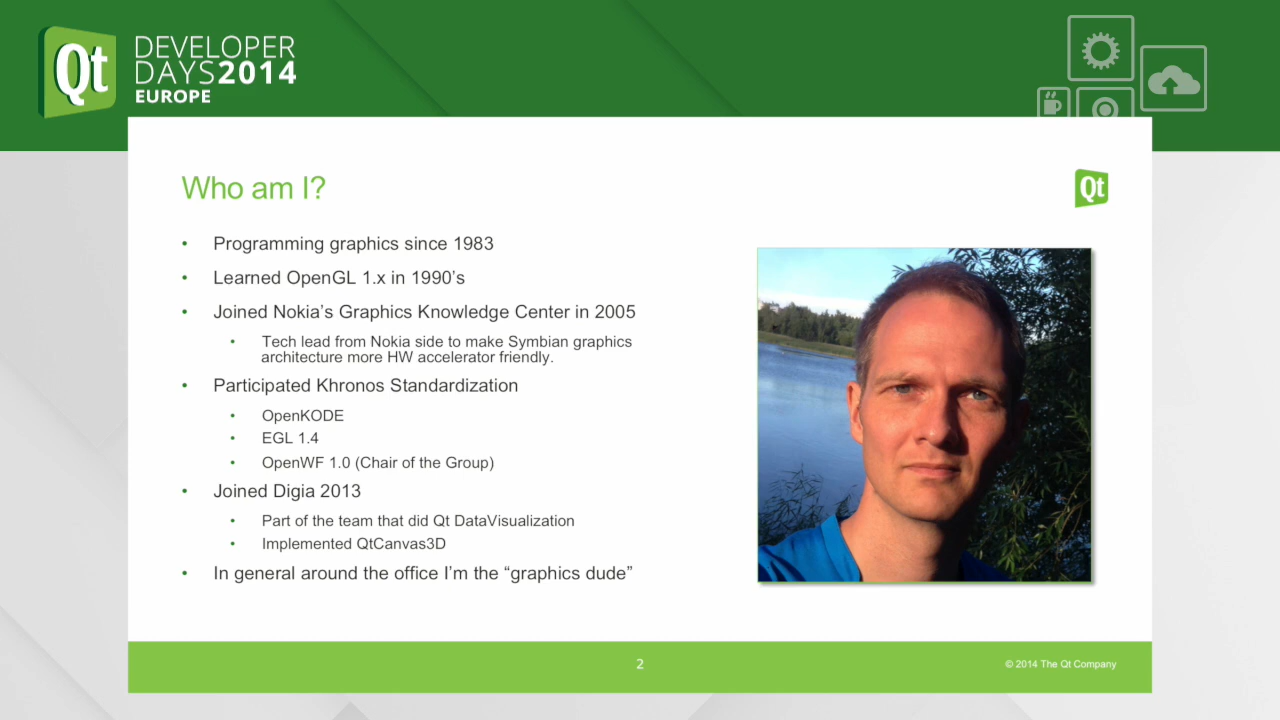 Qt
DEVELOPER
DAYS2014
EUROPE
Who am I?
Qt
• Programming graphics since 1983
• Learned OpenGL 1.x in 1990’s
• Joined Nokia’s Graphics Knowledge Center in 2005
• Tech lead from Nokia side to make Symbian graphics
architecture more HW accelerator friendly.
• Participated Khronos Standardization
• OpenKODE
• EGL 1.4
• OpenWF 1.0 (Chair of the Group)
• Joined Digia 2013
• Part of the team that did Qt DataVisualization
• Implemented QtCanvas3D
• In general around the office I’m the “graphics dude”
2
© 2014 The Qt Company